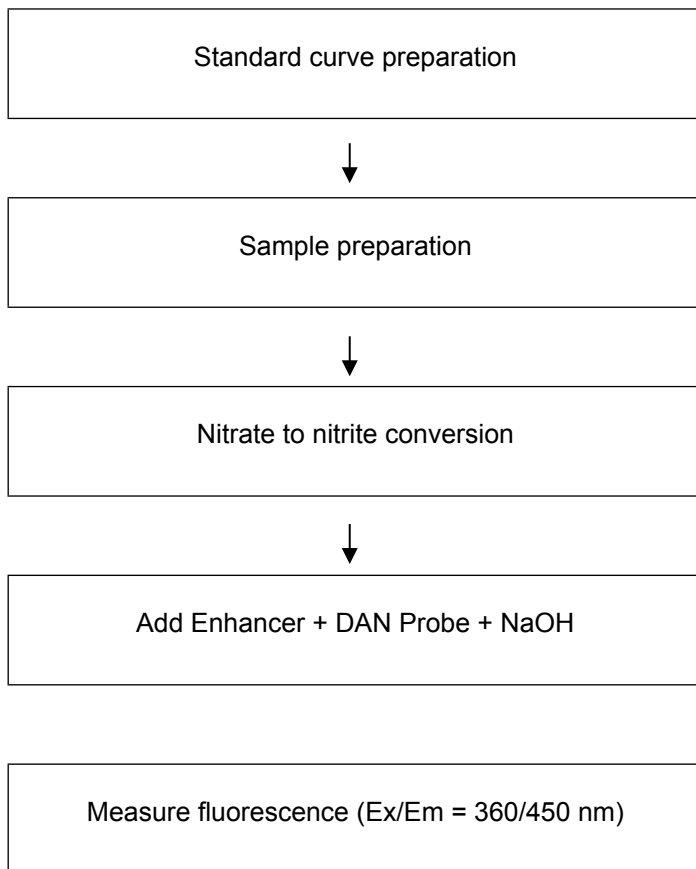 Standard curve preparation
Sample preparation
Nitrate to nitrite conversion
Add Enhancer + DAN Probe + NaOH
Measure fluorescence (Ex/Em = 360/450 nm)